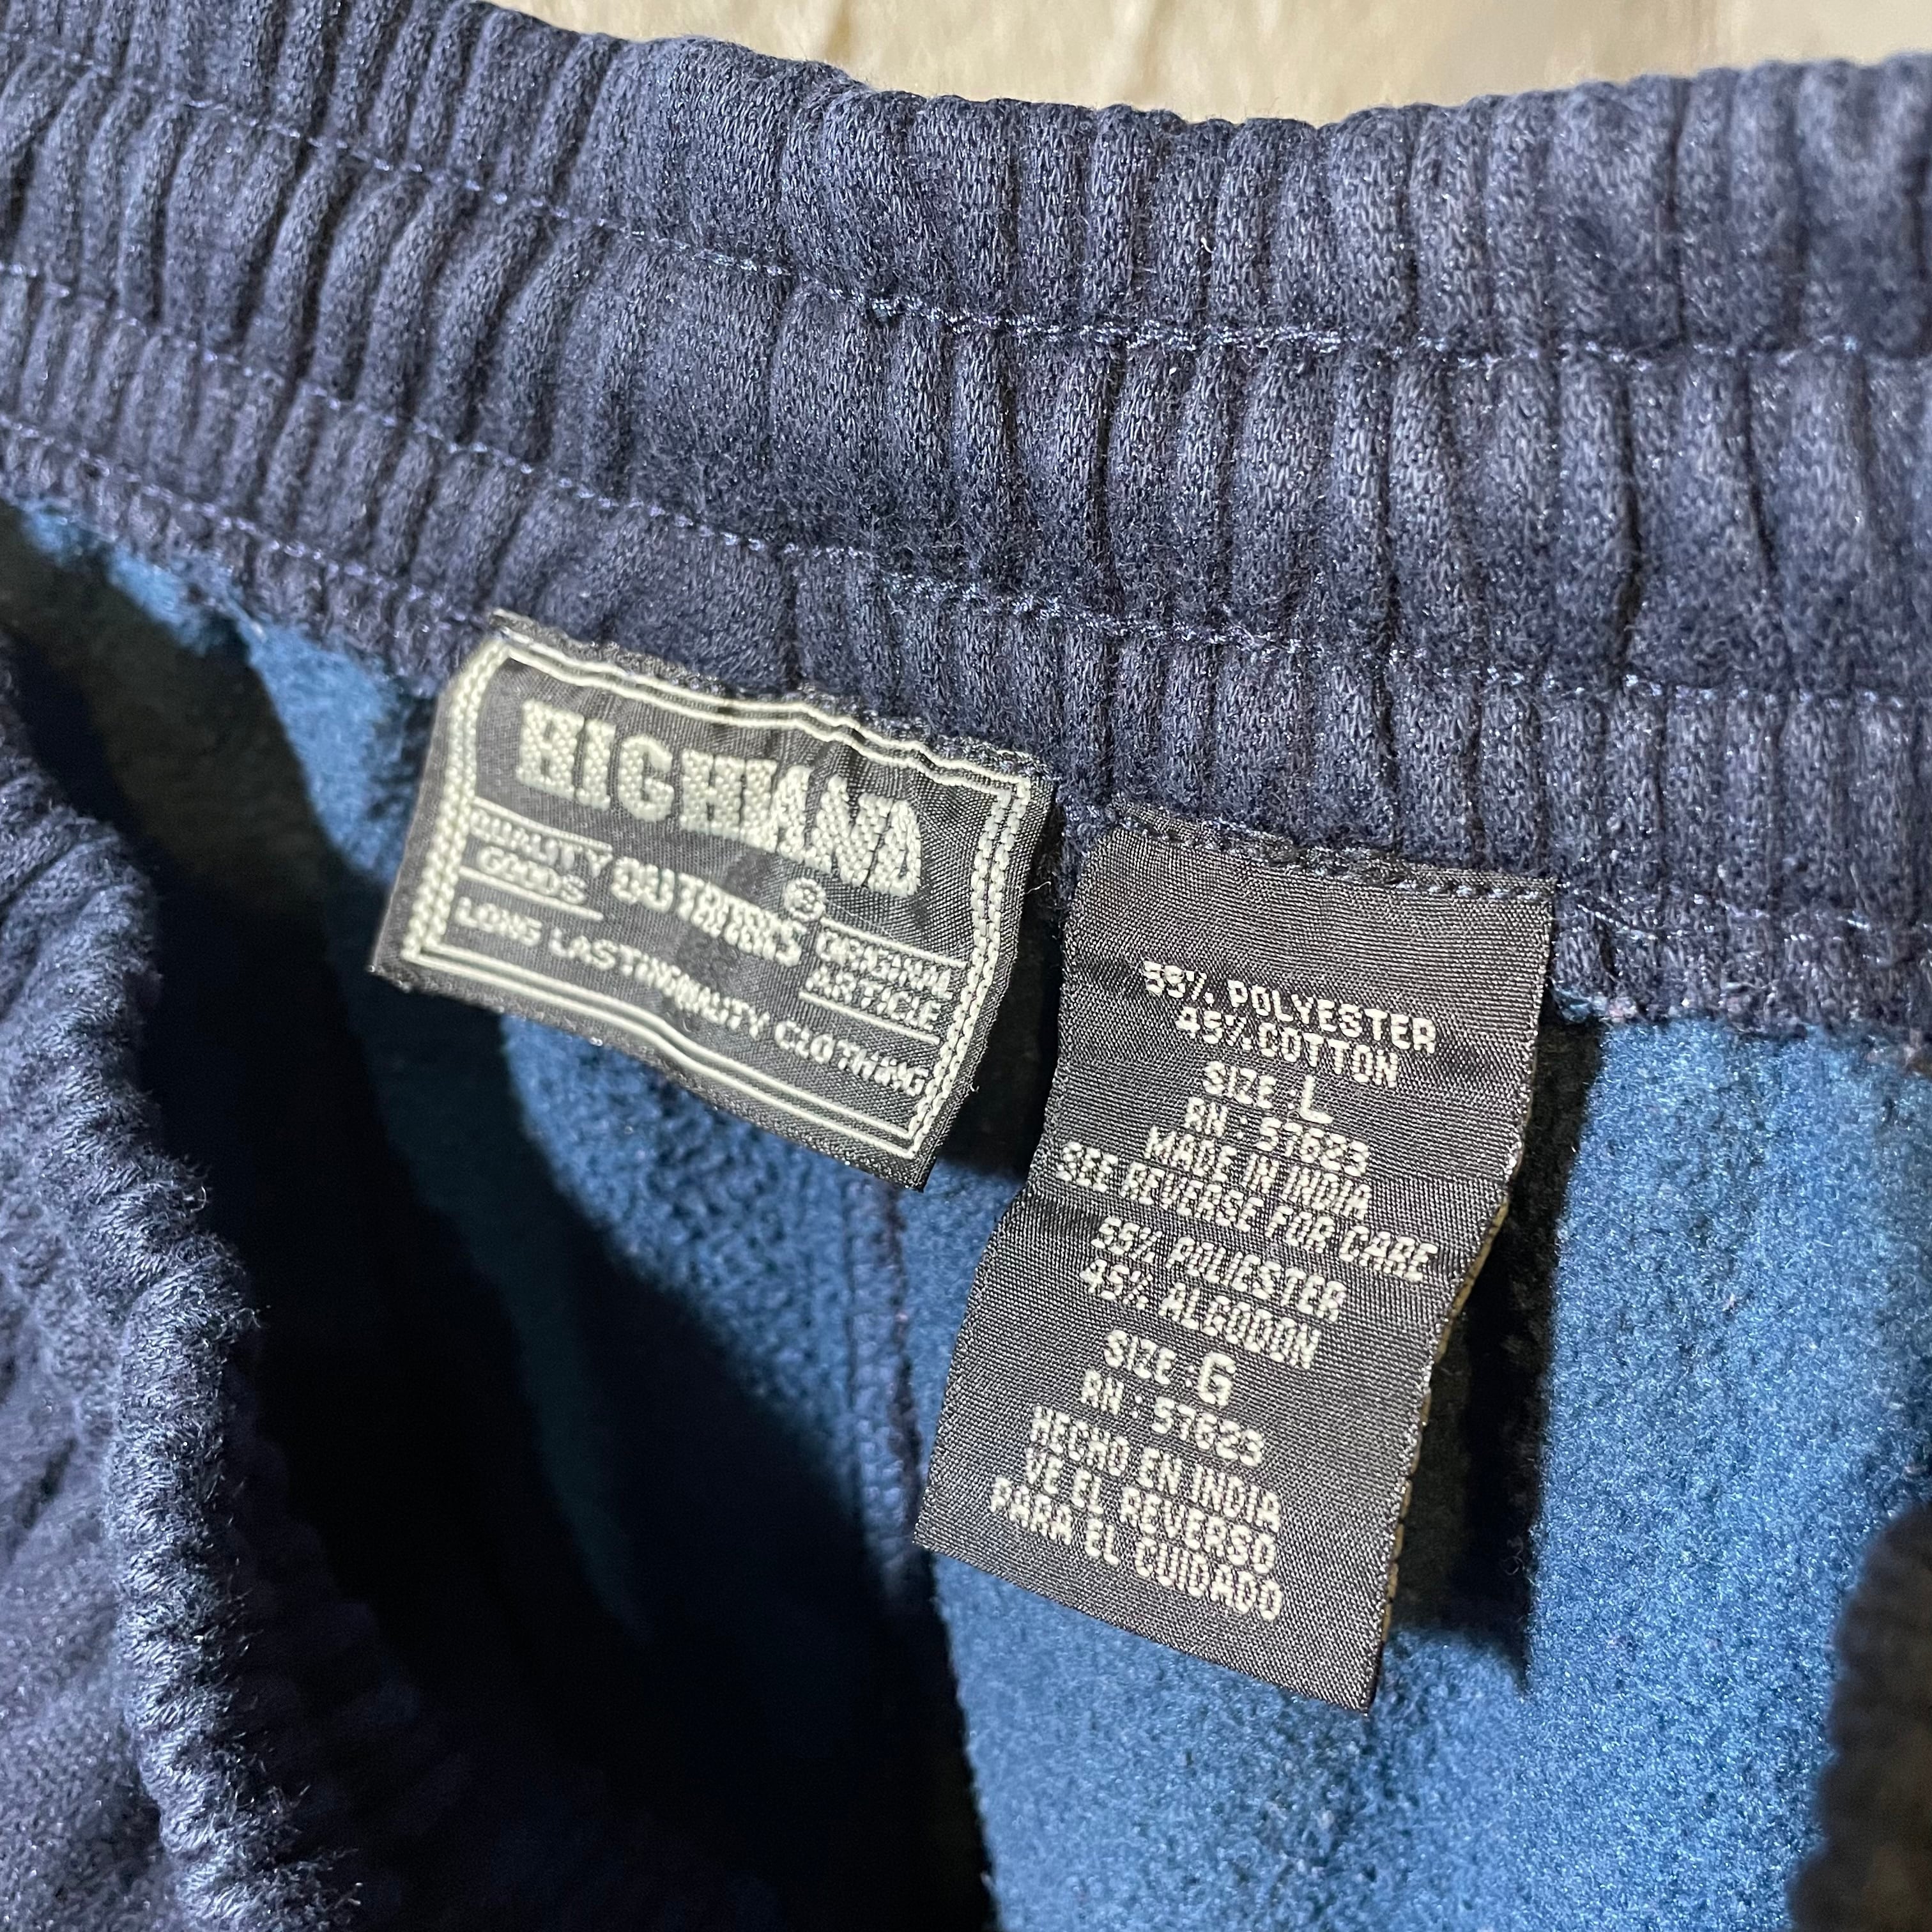 HIGHLAND
QUALITY GOODS
OUTBREKS ®
ORIGINAL ARTICLE
LONG LASTING QUALITY CLOTHING
55% POLYESTER
45% COTTON
SIZE : L
RN : 57623
MADE IN INDIA
SEE REVERSE FOR CARE
55% POLIESTER
45% ALGODON
SIZE : G
RN : 57623
HECHO EN INDIA
VE EL REVERSO
PARA EL CUIDADO